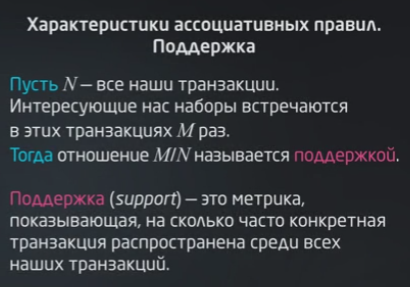 Характеристики ассоциативных правил.
Поддержка
Пусть N – все наши транзакции.
Интересующие нас наборы встречаются
в этих транзакциях M раз.
Тогда отношение M/N называется поддержкой.
Поддержка (support) – это метрика,
показывающая, на сколько часто конкретная
транзакция распространена среди всех
наших транзакций.